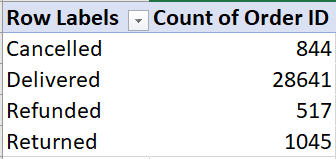 Row Labels Count of Order ID
Cancelled 844
Delivered 28641
Refunded 517
Returned 1045